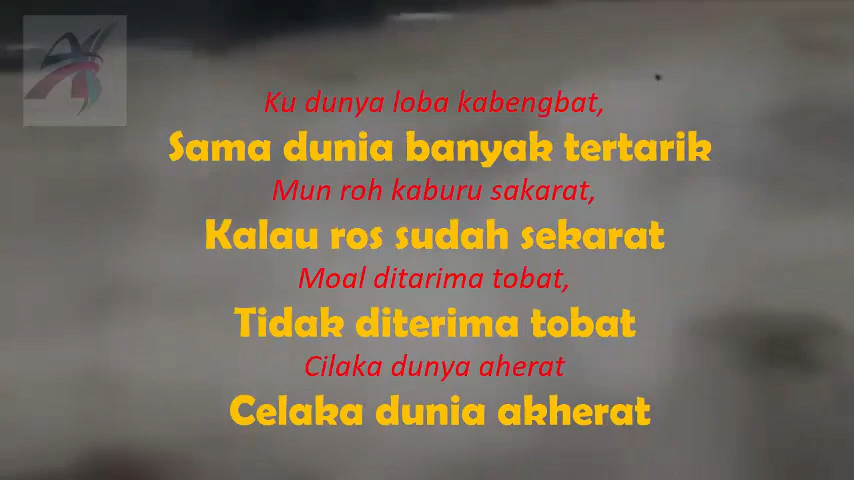 Ku dunya loba kabengbat,
Sama dunia banyak tertarik
Mun roh kaburu sakarat,
Kalau ros sudah sekarat
Moal ditarima tobat,
Tidak diterima tobat
Cilaka dunya aherat
Celaka dunia akherat